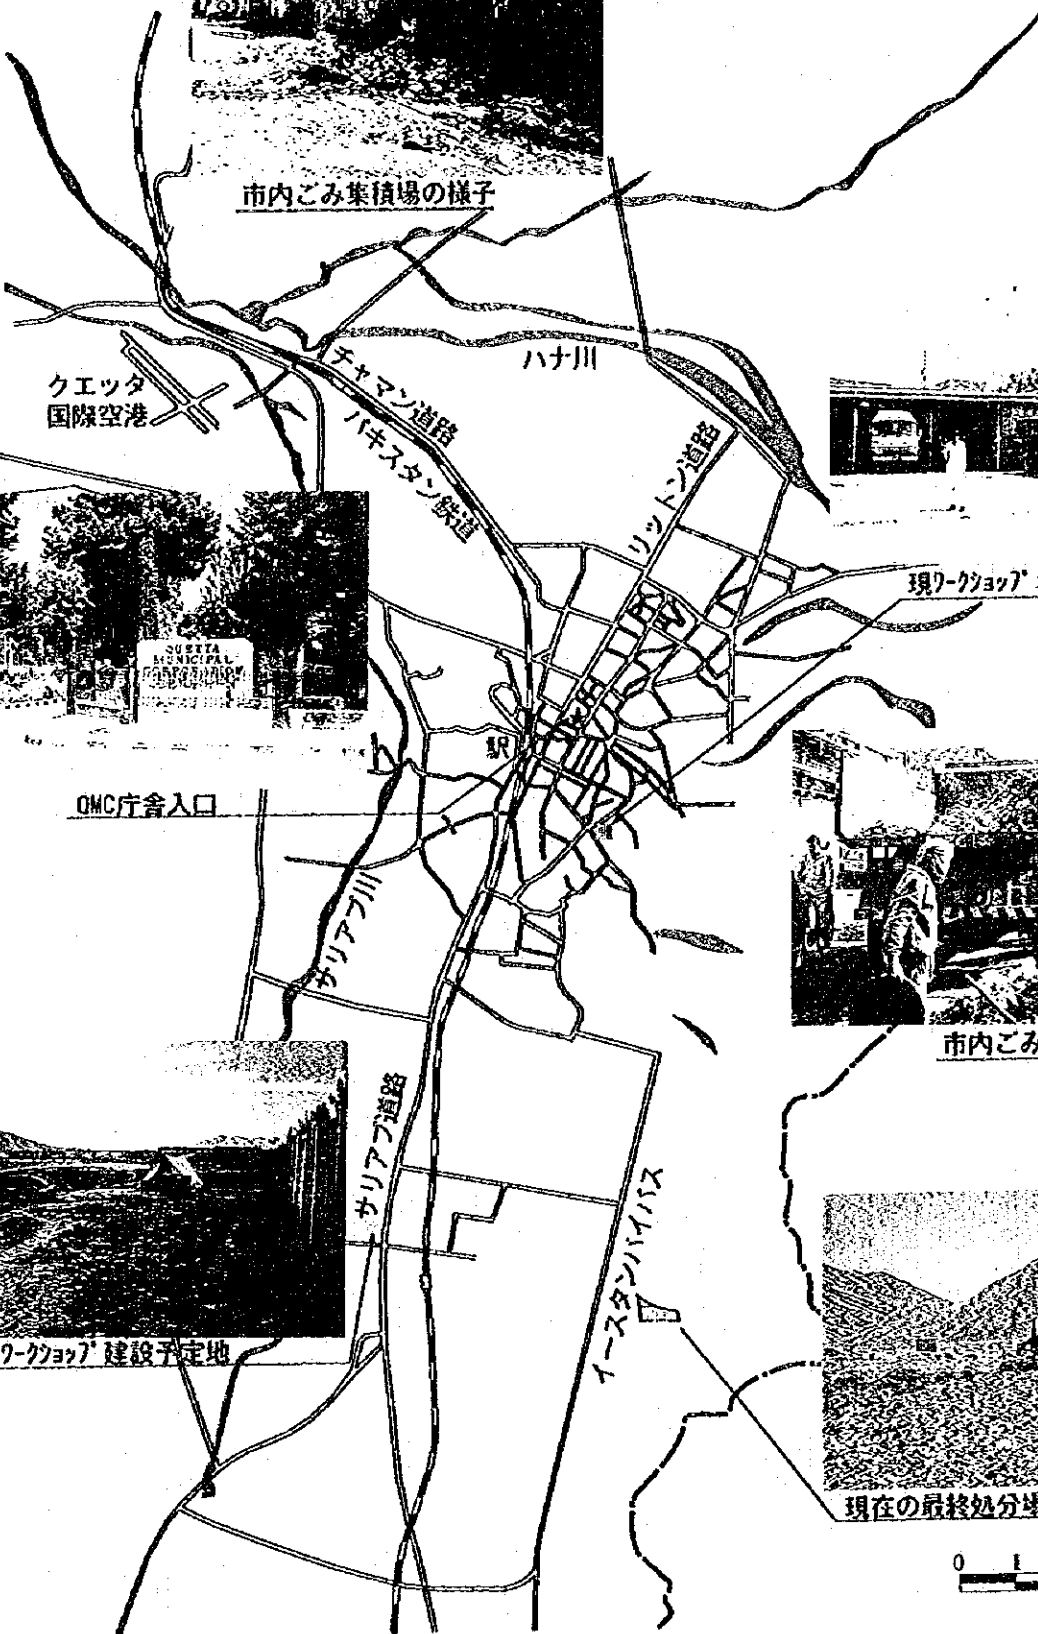 市内ごみ集積場の様子
ハナ川
チャマン道路
クエッタ
国際空港
パキスタン鉄道
リットン道路
現ワークショップ
QUETTA
MUNICIPAL
CORPORATION
駅
QMC庁舎入口
サリアブ川
市内ごみ
サリアブ道路
イースタンバイパス
ワークショップ建設予定地
現在の最終処分場
0 1